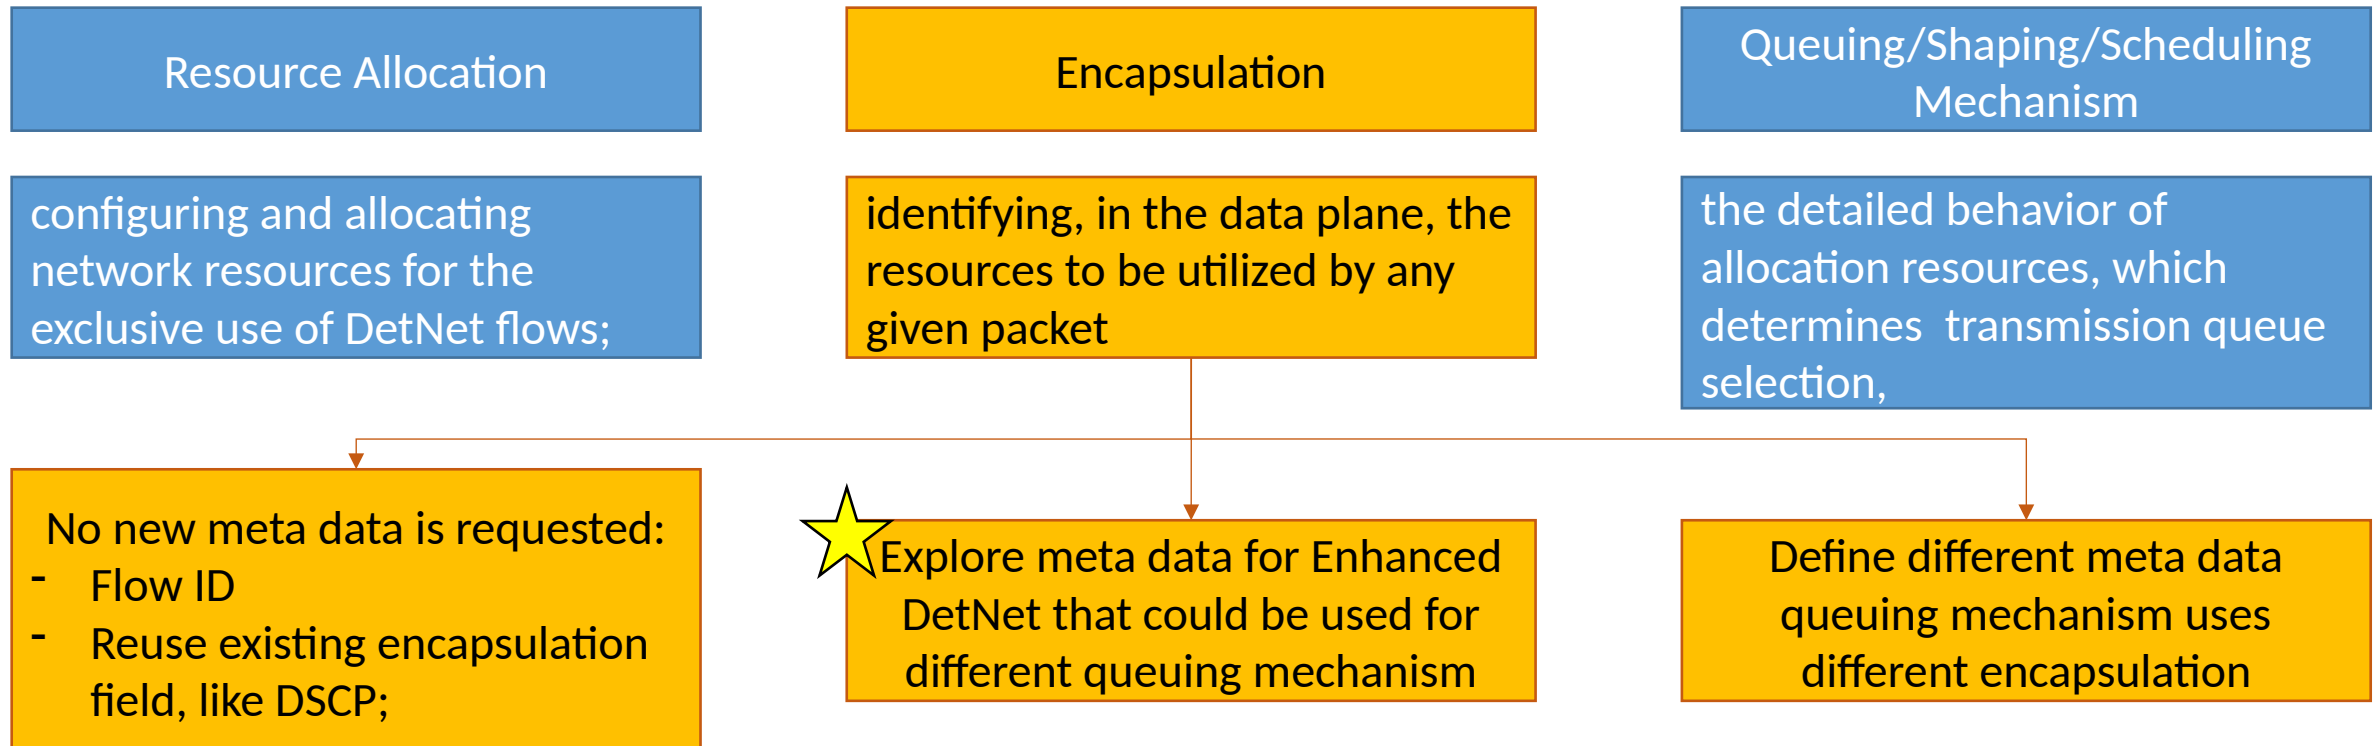 Resource Allocation
Encapsulation
Queuing/Shaping/Scheduling
Mechanism
configuring and allocating
network resources for the
exclusive use of DetNet flows;
identifying, in the data plane, the
resources to be utilized by any
given packet
the detailed behavior of
allocation resources, which
determines  transmission queue
selection,
No new meta data is requested:
- Flow ID
- Reuse existing encapsulation
field, like DSCP;
Explore meta data for Enhanced
DetNet that could be used for
different queuing mechanism
Define different meta data
queuing mechanism uses
different encapsulation